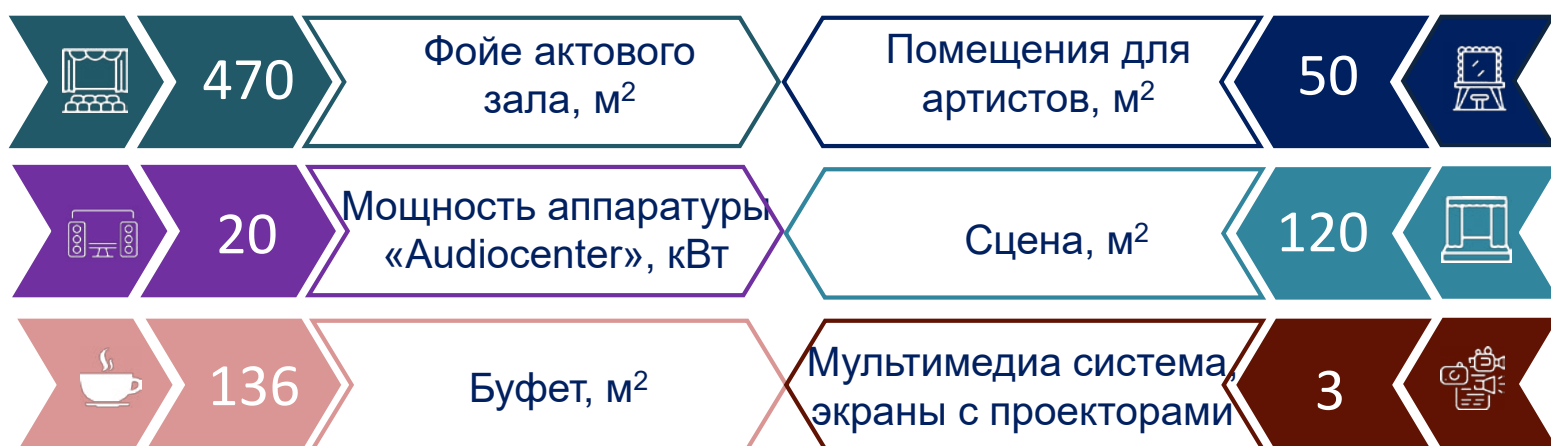 470
Фойе актового
зала, м²
Помещения для
артистов, м²
50
20
Мощность аппаратуры
«Audiocenter», кВт
Сцена, м²
120
136
Буфет, м²
Мультимедиа система,
экраны с проекторами
3